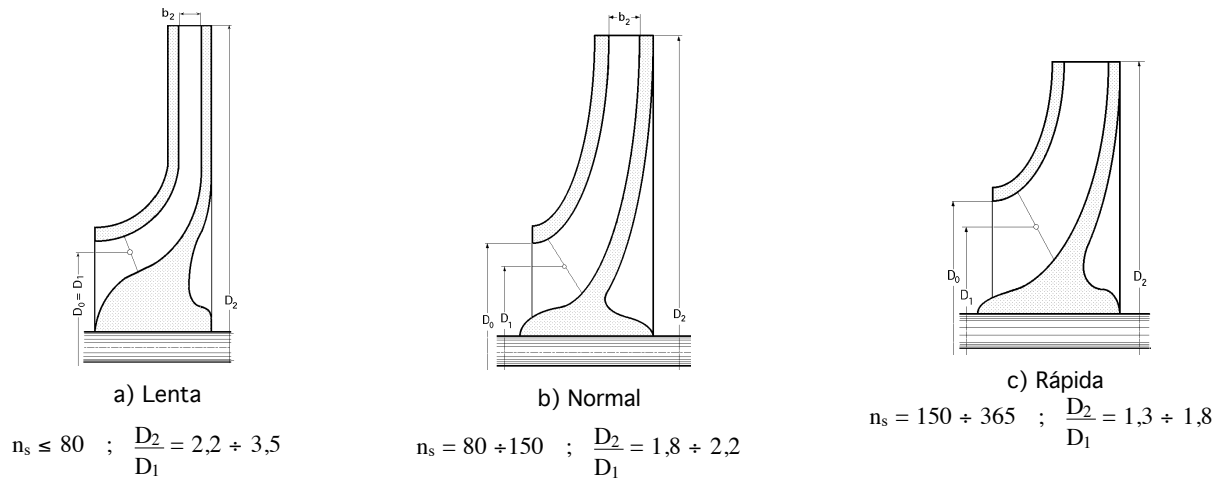 b₂
D₀ = D₁
D₂
a) Lenta
nₛ ≤ 80 ; D₂/D₁ = 2,2 ÷ 3,5
b₂
D₀
D₁
D₂
b) Normal
nₛ = 80 ÷150 ; D₂/D₁ = 1,8 ÷ 2,2
D₀
D₁
D₂
c) Rápida
nₛ = 150 ÷ 365 ; D₂/D₁ = 1,3 ÷ 1,8